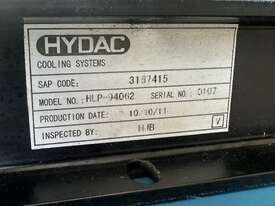 HYDAC
COOLING SYSTEMS
SAP CODE: 3187415
MODEL NO.: HLP-94062 SERIAL NO.: 0107
PRODUCTION DATE: 10/10/11 V
INSPECTED BY: HJB